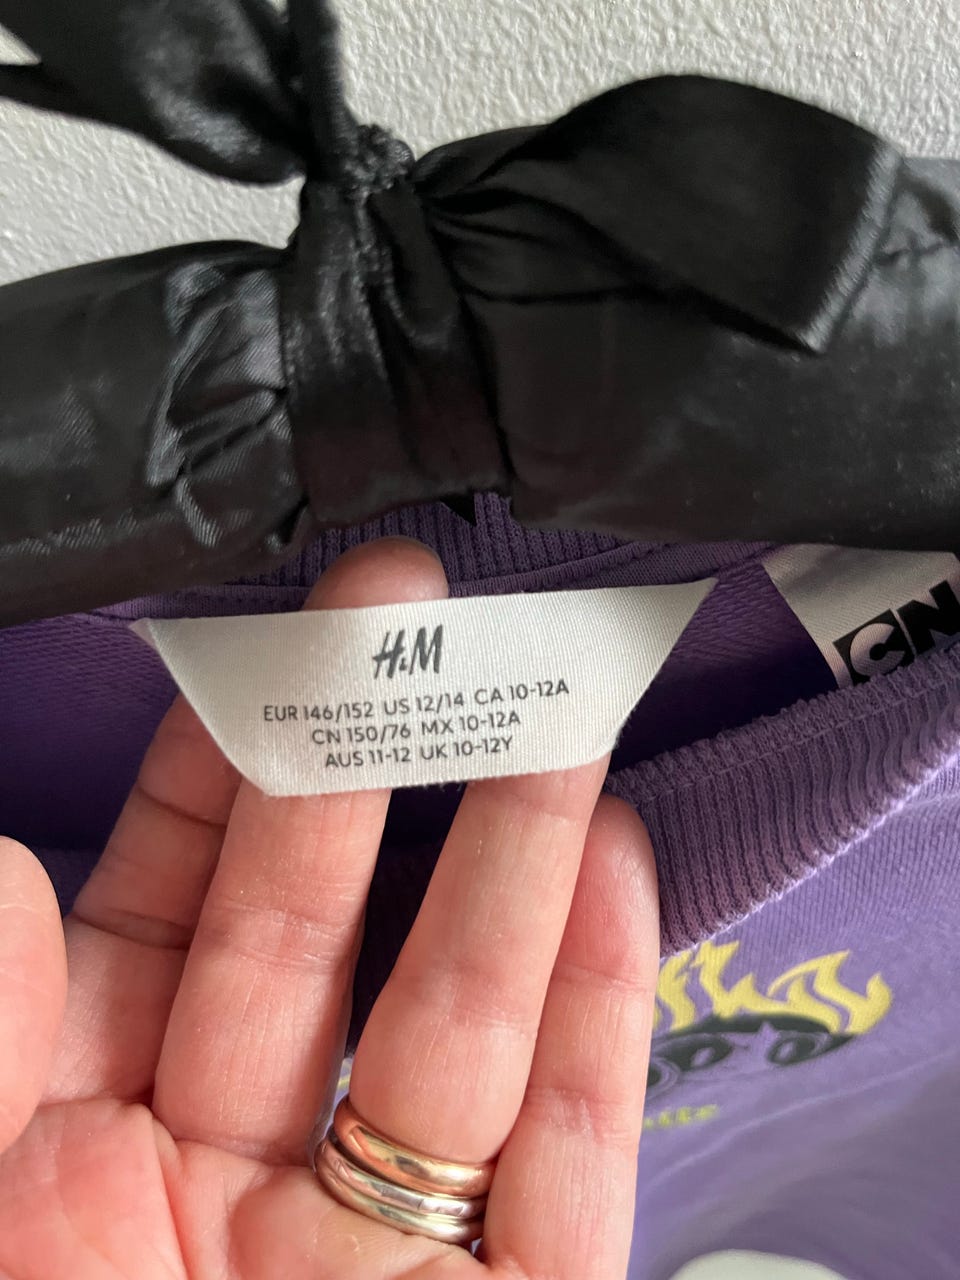 H&M
EUR 146/152 US 12/14 CA 10-12A
CN 150/76 MX 10-12A
AUS 11-12 UK 10-12Y
CN